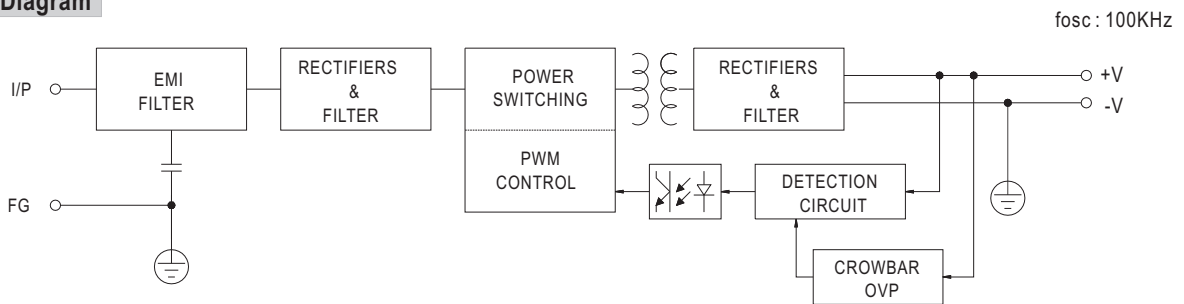 Diagram
fosc : 100KHz
I/P
EMI
FILTER
RECTIFIERS
&
FILTER
POWER
SWITCHING
PWM
CONTROL
RECTIFIERS
&
FILTER
+V
-V
DETECTION
CIRCUIT
FG
CROWBAR
OVP